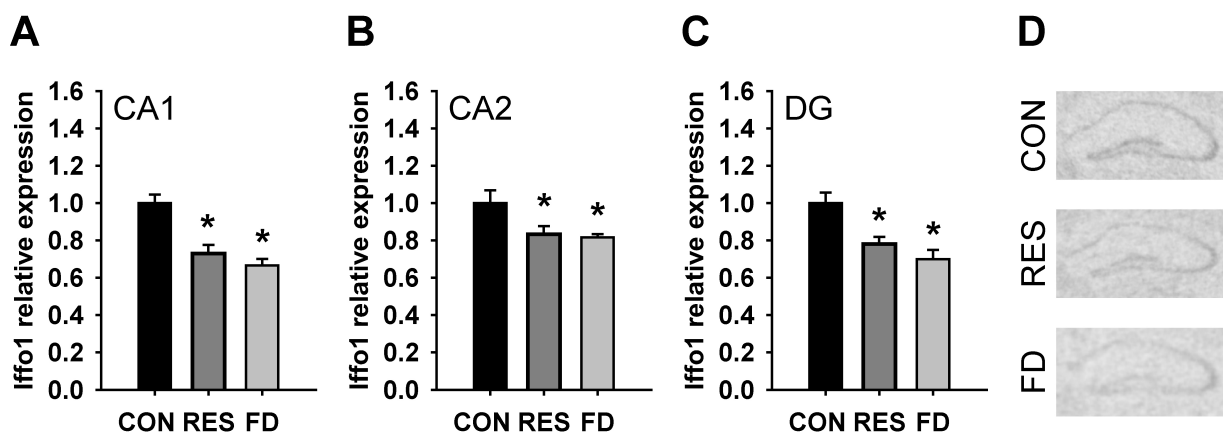 A
B
C
D
Iffo1 relative expression
1.6
1.4
1.2
1.0
0.8
0.6
0.4
0.2
0.0
CA1
*
*
CON RES FD
Iffo1 relative expression
1.6
1.4
1.2
1.0
0.8
0.6
0.4
0.2
0.0
CA2
*
*
CON RES FD
Iffo1 relative expression
1.6
1.4
1.2
1.0
0.8
0.6
0.4
0.2
0.0
DG
*
*
CON RES FD
CON
RES
FD